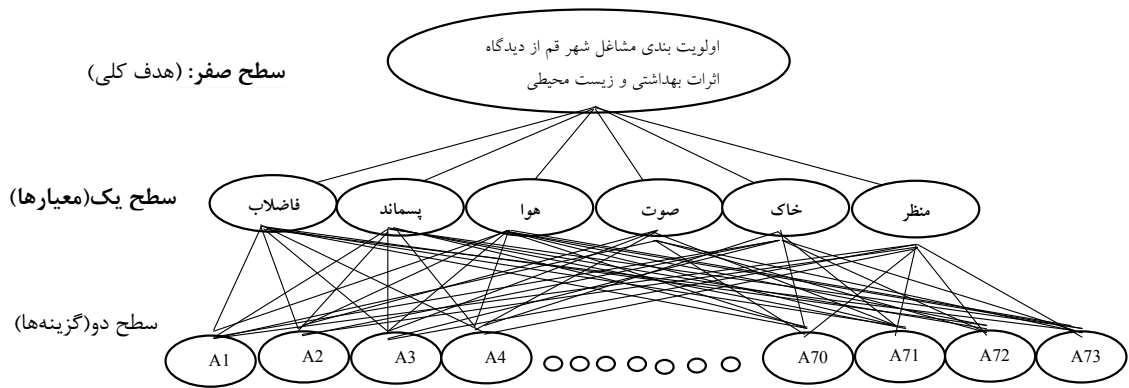 اولویت بندی مشاغل شهر قم از دیدگاه
اثرات بهداشتی و زیست محیطی
سطح صفر: (هدف کلی)
سطح یک(معیارها)
فاضلاب
پسماند
هوا
صوت
خاک
منظر
سطح دو(گزینه‌ها)
A1
A2
A3
A4
A70
A71
A72
A73